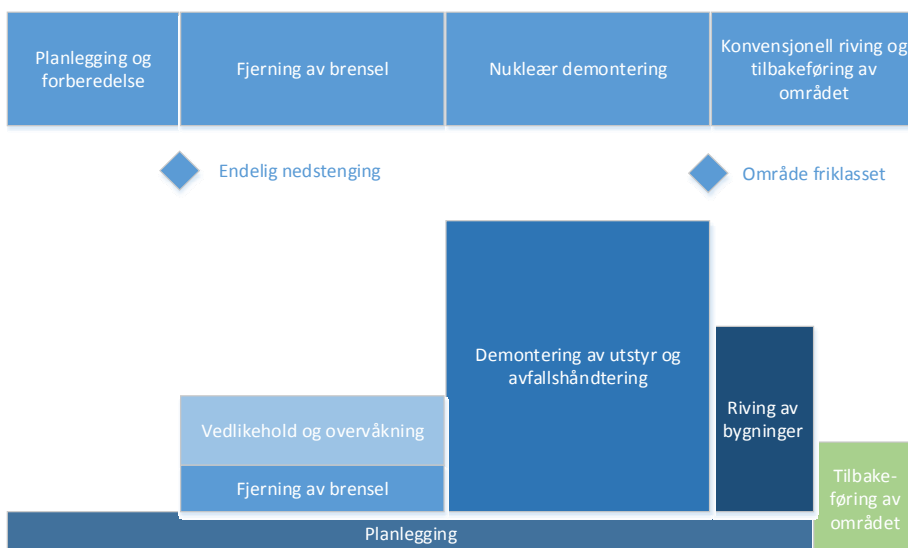 Planlegging og
forberedelse
Fjerning av brensel
Nukleær demontering
Konvensjonell riving og
tilbakeføring av
området
Endelig nedstenging
Område friklasset
Demontering av utstyr og
avfallshåndtering
Vedlikehold og overvåkning
Fjerning av brensel
Riving av
bygninger
Tilbake-
føring av
området
Planlegging